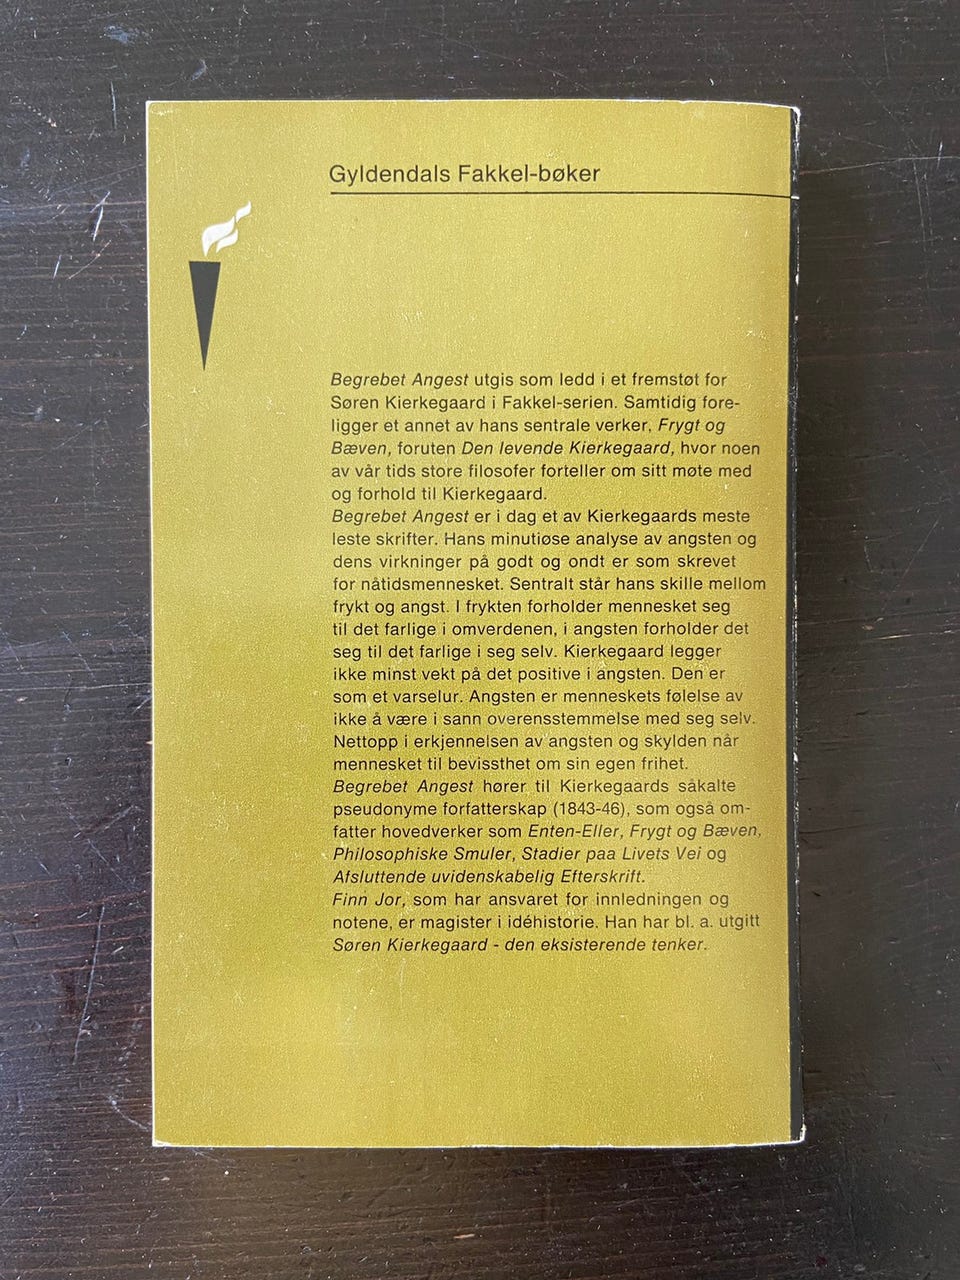 Gyldendals Fakkel-bøker
Begrebet Angest utgis som ledd i et fremstøt for
Søren Kierkegaard i Fakkel-serien. Samtidig fore-
ligger et annet av hans sentrale verker, Frygt og
Bæven, foruten Den levende Kierkegaard, hvor noen
av vår tids store filosofer forteller om sitt møte med
og forhold til Kierkegaard.
Begrebet Angest er i dag et av Kierkegaards meste
leste skrifter. Hans minutiøse analyse av angsten og
dens virkninger på godt og ondt er som skrevet
for nåtidsmennesket. Sentralt står hans skille mellom
frykt og angst. I frykten forholder mennesket seg
til det farlige i omverdenen, i angsten forholder det
seg til det farlige i seg selv. Kierkegaard legger
ikke minst vekt på det positive i angsten. Den er
som et varselur. Angsten er menneskets følelse av
ikke å være i sann overensstemmelse med seg selv.
Nettopp i erkjennelsen av angsten og skylden når
mennesket til bevissthet om sin egen frihet.
Begrebet Angest hører til Kierkegaards såkalte
pseudonyme forfatterskap (1843-46), som også om-
fatter hovedverker som Enten-Eller, Frygt og Bæven,
Philosophiske Smuler, Stadier paa Livets Vei og
Afsluttende uvidenskabelig Efterskrift.
Finn Jor, som har ansvaret for innledningen og
notene, er magister i idéhistorie. Han har bl. a. utgitt
Søren Kierkegaard - den eksisterende tenker.